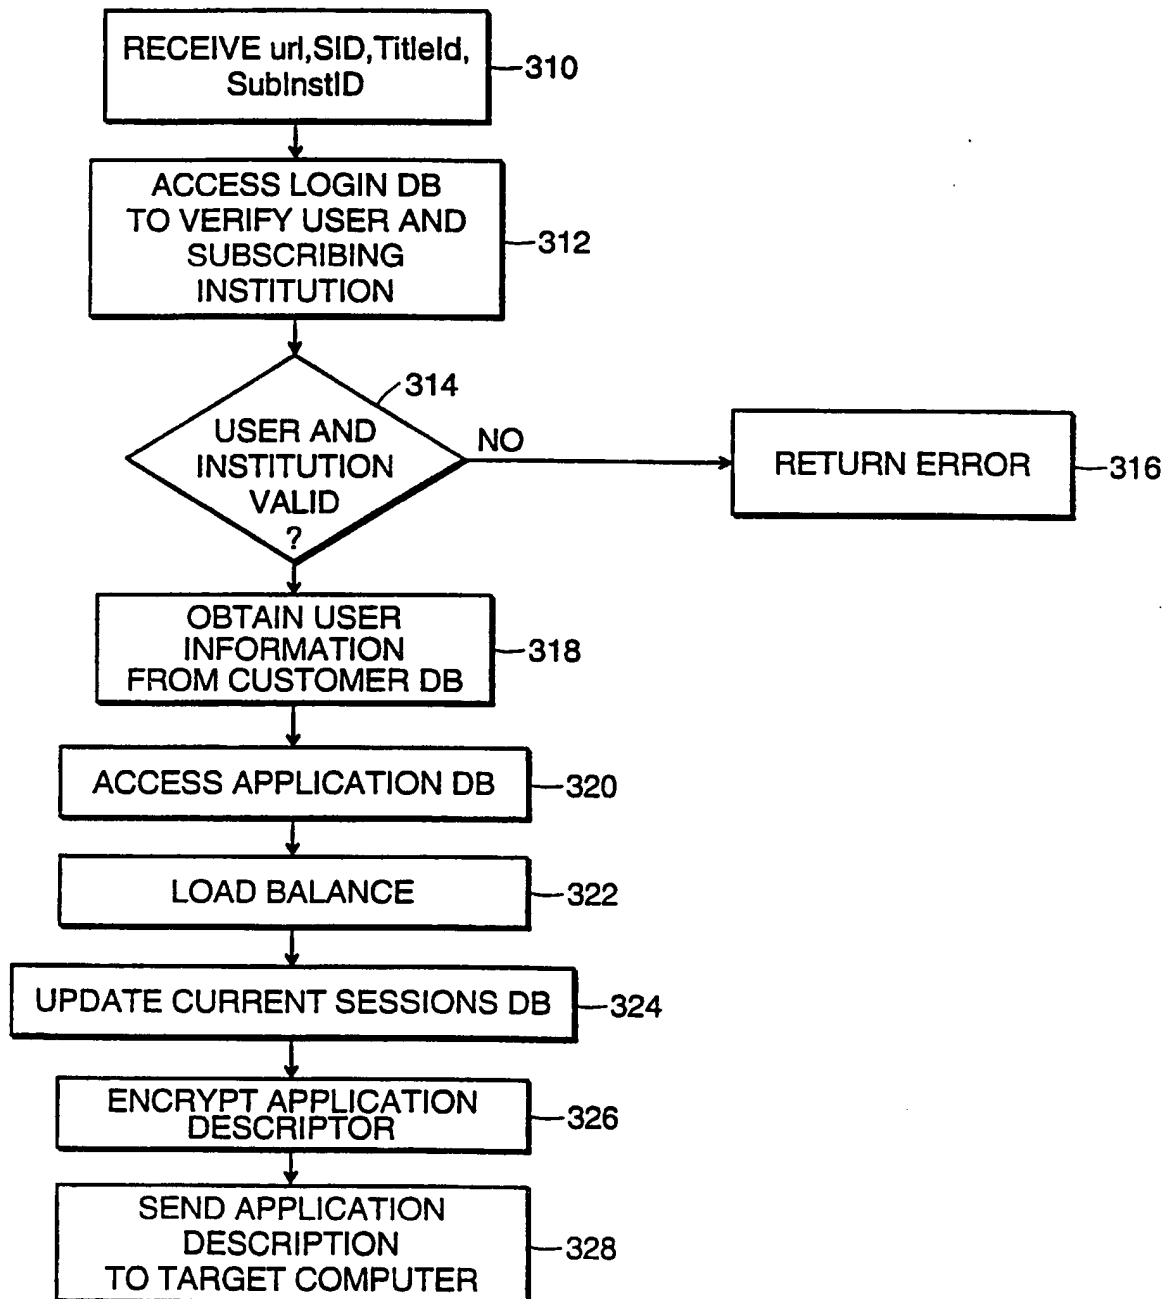 RECEIVE url,SID,TitleId,
SubInstID
310
ACCESS LOGIN DB
TO VERIFY USER AND
SUBSCRIBING
INSTITUTION
312
314
USER AND
INSTITUTION
VALID
?
NO
RETURN ERROR
316
OBTAIN USER
INFORMATION
FROM CUSTOMER DB
318
ACCESS APPLICATION DB
320
LOAD BALANCE
322
UPDATE CURRENT SESSIONS DB
324
ENCRYPT APPLICATION
DESCRIPTOR
326
SEND APPLICATION
DESCRIPTION
TO TARGET COMPUTER
328